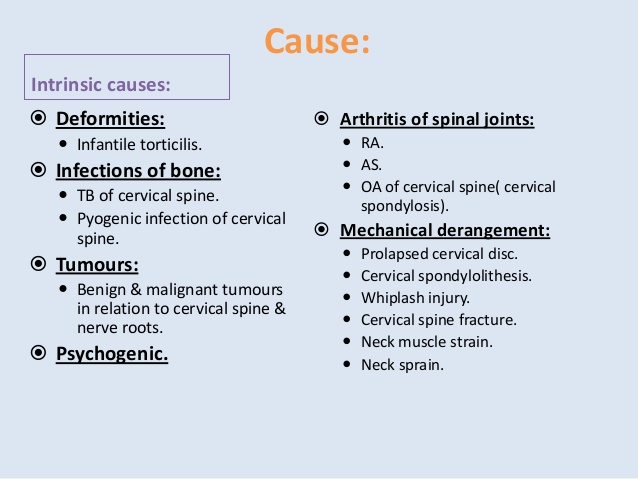 Cause:
Intrinsic causes:
Deformities:
Infantile torticilis.
Infections of bone:
TB of cervical spine.
Pyogenic infection of cervical
spine.
Tumours:
Benign & malignant tumours
in relation to cervical spine &
nerve roots.
Psychogenic.
Arthritis of spinal joints:
RA.
AS.
OA of cervical spine( cervical
spondylosis).
Mechanical derangement:
Prolapsed cervical disc.
Cervical spondylolithesis.
Whiplash injury.
Cervical spine fracture.
Neck muscle strain.
Neck sprain.